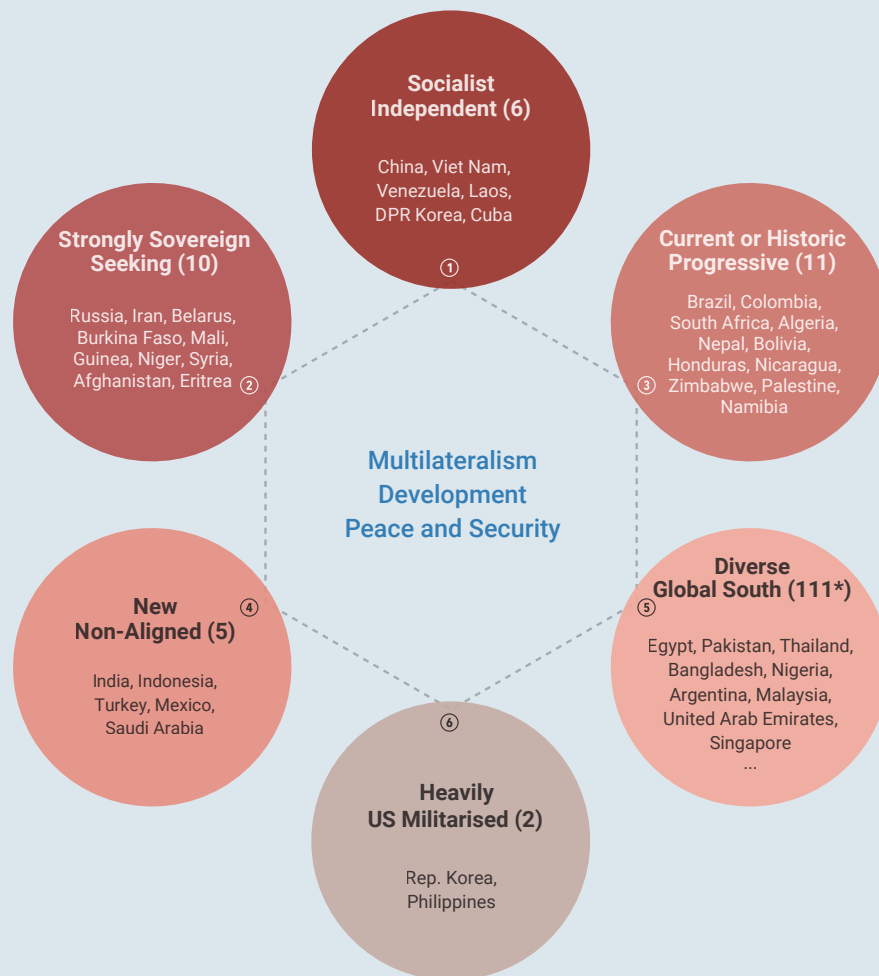 Socialist
Independent (6)
China, Viet Nam,
Venezuela, Laos,
DPR Korea, Cuba
①
Strongly Sovereign
Seeking (10)
Russia, Iran, Belarus,
Burkina Faso, Mali,
Guinea, Niger, Syria,
Afghanistan, Eritrea
②
Current or Historic
Progressive (11)
Brazil, Colombia,
South Africa, Algeria,
Nepal, Bolivia,
Honduras, Nicaragua,
Zimbabwe, Palestine,
Namibia
③
Multilateralism
Development
Peace and Security
New
Non-Aligned (5)
India, Indonesia,
Turkey, Mexico,
Saudi Arabia
④
Diverse
Global South (111*)
Egypt, Pakistan, Thailand,
Bangladesh, Nigeria,
Argentina, Malaysia,
United Arab Emirates,
Singapore
...
⑤
⑥
Heavily
US Militarised (2)
Rep. Korea,
Philippines